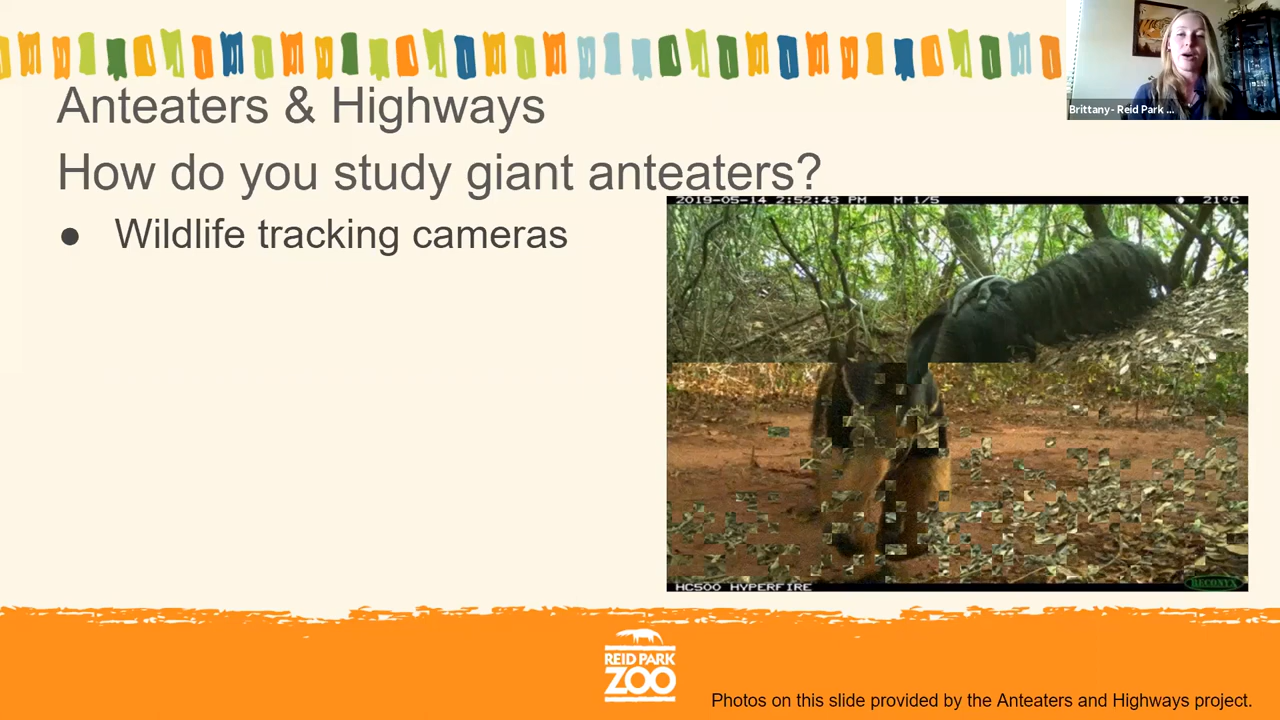 Brittany- Reid Park ...
Anteaters & Highways
How do you study giant anteaters?
● Wildlife tracking cameras
2019-05-14 2:52:43 PM M 1/5 21°C
HC500 HYPERFIRE RECONYX
REID PARK
ZOO
Photos on this slide provided by the Anteaters and Highways project.